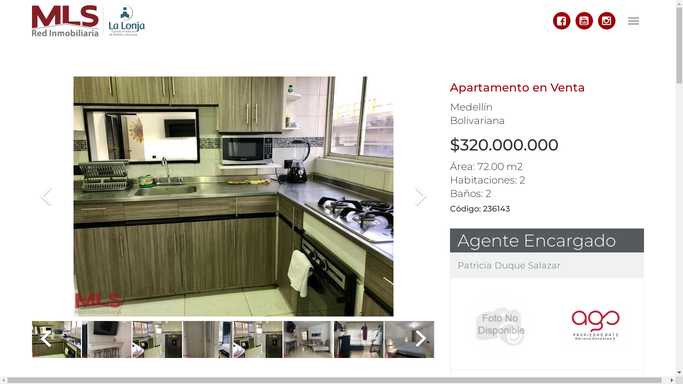 MLS
Red Inmobiliaria
La Lonja
Apartamento en Venta
Medellín
Bolivariana
$320.000.000
Área: 72.00 m2
Habitaciones: 2
Baños: 2
Código: 236143
Agente Encargado
Patricia Duque Salazar
MLS
Foto No
Disponible
ago